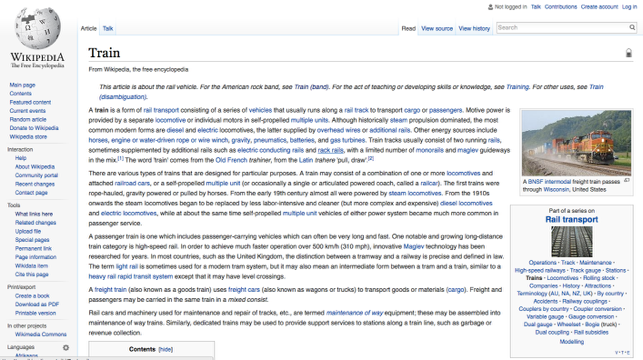 Not logged in Talk Contributions Create account Log in
Article Talk
Read View source View history
Search
WIKIPEDIA
The Free Encyclopedia
Main page
Contents
Featured content
Current events
Random article
Donate to Wikipedia
Wikipedia store
Interaction
Help
About Wikipedia
Community portal
Recent changes
Contact page
Tools
What links here
Related changes
Upload file
Special pages
Permanent link
Page information
Wikidata item
Cite this page
Print/export
Create a book
Download as PDF
Printable version
In other projects
Wikimedia Commons
Languages
Train
From Wikipedia, the free encyclopedia
This article is about the rail vehicle. For the American rock band, see Train (band). For the act of teaching or developing skills or knowledge, see Training. For other uses, see Train
(disambiguation).
A train is a form of rail transport consisting of a series of vehicles that usually runs along a rail track to transport cargo or passengers. Motive power is
provided by a separate locomotive or individual motors in self-propelled multiple units. Although historically steam propulsion dominated, the most
common modern forms are diesel and electric locomotives, the latter supplied by overhead wires or additional rails. Other energy sources include
horses, engine or water-driven rope or wire winch, gravity, pneumatics, batteries, and gas turbines. Train tracks usually consist of two running rails,
sometimes supplemented by additional rails such as electric conducting rails and rack rails, with a limited number of monorails and maglev guideways
in the mix.[1] The word 'train' comes from the Old French trahiner, from the Latin trahere 'pull, draw'.[2]
There are various types of trains that are designed for particular purposes. A train may consist of a combination of one or more locomotives and
attached railroad cars, or a self-propelled multiple unit (or occasionally a single or articulated powered coach, called a railcar). The first trains were
rope-hauled, gravity powered or pulled by horses. From the early 19th century almost all were powered by steam locomotives. From the 1910s
onwards the steam locomotives began to be replaced by less labor-intensive and cleaner (but more complex and expensive) diesel locomotives
and electric locomotives, while at about the same time self-propelled multiple unit vehicles of either power system became much more common in
passenger service.
A passenger train is one which includes passenger-carrying vehicles which can often be very long and fast. One notable and growing long-distance
train category is high-speed rail. In order to achieve much faster operation over 500 km/h (310 mph), innovative Maglev technology has been
researched for years. In most countries, such as the United Kingdom, the distinction between a tramway and a railway is precise and defined in law.
The term light rail is sometimes used for a modern tram system, but it may also mean an intermediate form between a tram and a train, similar to a
heavy rail rapid transit system except that it may have level crossings.
A freight train (also known as a goods train) uses freight cars (also known as wagons or trucks) to transport goods or materials (cargo). Freight and
passengers may be carried in the same train in a mixed consist.
Rail cars and machinery used for maintenance and repair of tracks, etc., are termed maintenance of way equipment; these may be assembled into
maintenance of way trains. Similarly, dedicated trains may be used to provide support services to stations along a train line, such as garbage or
revenue collection.
Contents [hide]
A BNSF intermodal freight train passes
through Wisconsin, United States
Part of a series on
Rail transport
Operations · Track · Maintenance ·
High-speed railways · Track gauge · Stations
· Trains · Locomotives · Rolling stock ·
Companies · History · Attractions ·
Terminology (AU, NA, NZ, UK) · By country ·
Accidents · Railway couplings ·
Couplers by country · Coupler conversion ·
Variable gauge · Gauge conversion ·
Dual gauge · Wheelset · Bogie (truck) ·
Dual coupling · Rail subsidies
Modelling
V · T · E